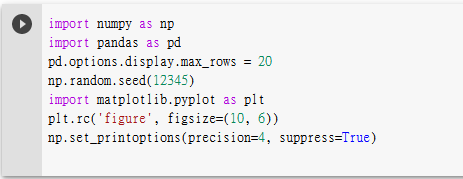 import numpy as np
import pandas as pd
pd.options.display.max_rows = 20
np.random.seed(12345)
import matplotlib.pyplot as plt
plt.rc('figure', figsize=(10, 6))
np.set_printoptions(precision=4, suppress=True)